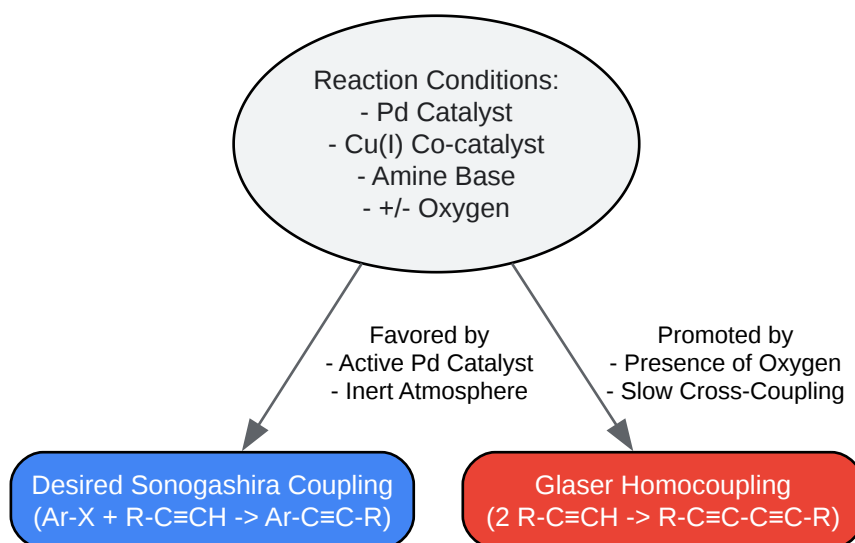 Reaction Conditions:
- Pd Catalyst
- Cu(I) Co-catalyst
- Amine Base
- +/- Oxygen
Favored by
- Active Pd Catalyst
- Inert Atmosphere
Promoted by
- Presence of Oxygen
- Slow Cross-Coupling
Desired Sonogashira Coupling
(Ar-X + R-C≡CH -> Ar-C≡C-R)
Glaser Homocoupling
(2 R-C≡CH -> R-C≡C-C≡C-R)